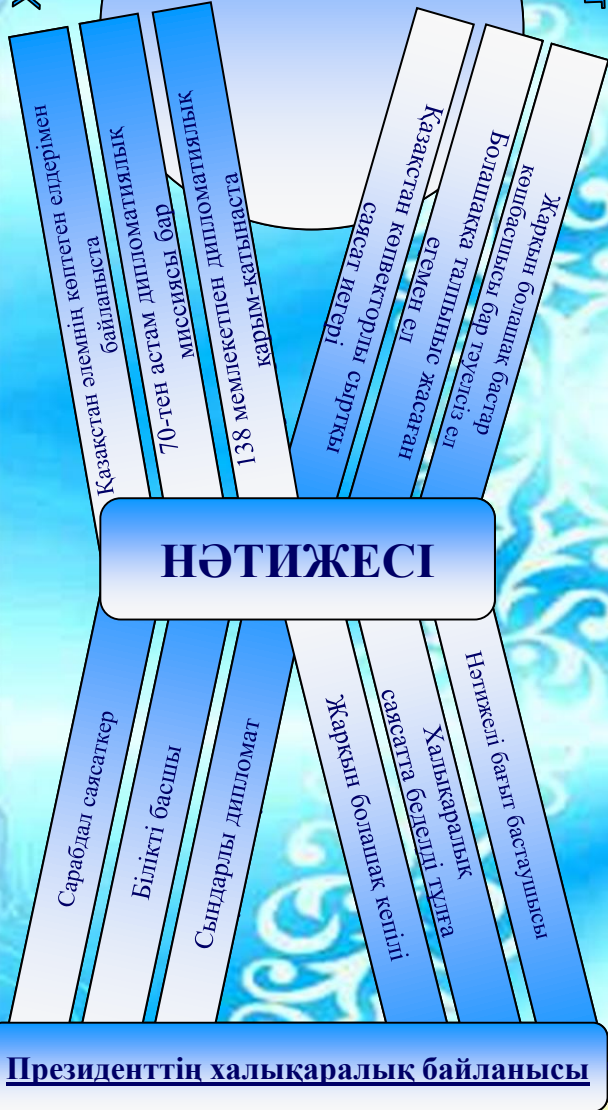 Қазақстан әлемнің көптеген елдерімен
байланыста
70-тен астам дипломатиялық
миссиясы бар
138 мемлекетпен дипломатиялық
қарым-қатынаста
Қазақстан көпвекторлы сыртқы
саясат иегері
Болашаққа талпыныс жасаған
егемен ел
Жарқын болашақ бастар
көшбасшысы бар тәуелсіз ел
НӘТИЖЕСІ
Сарабдал саясаткер
Білікті басшы
Сындарлы дипломат
Жарқын болашақ кепілі
Халықаралық
саясатта беделді тұлға
Нәтижелі бағыт бастаушысы
Президенттің халықаралық байланысы